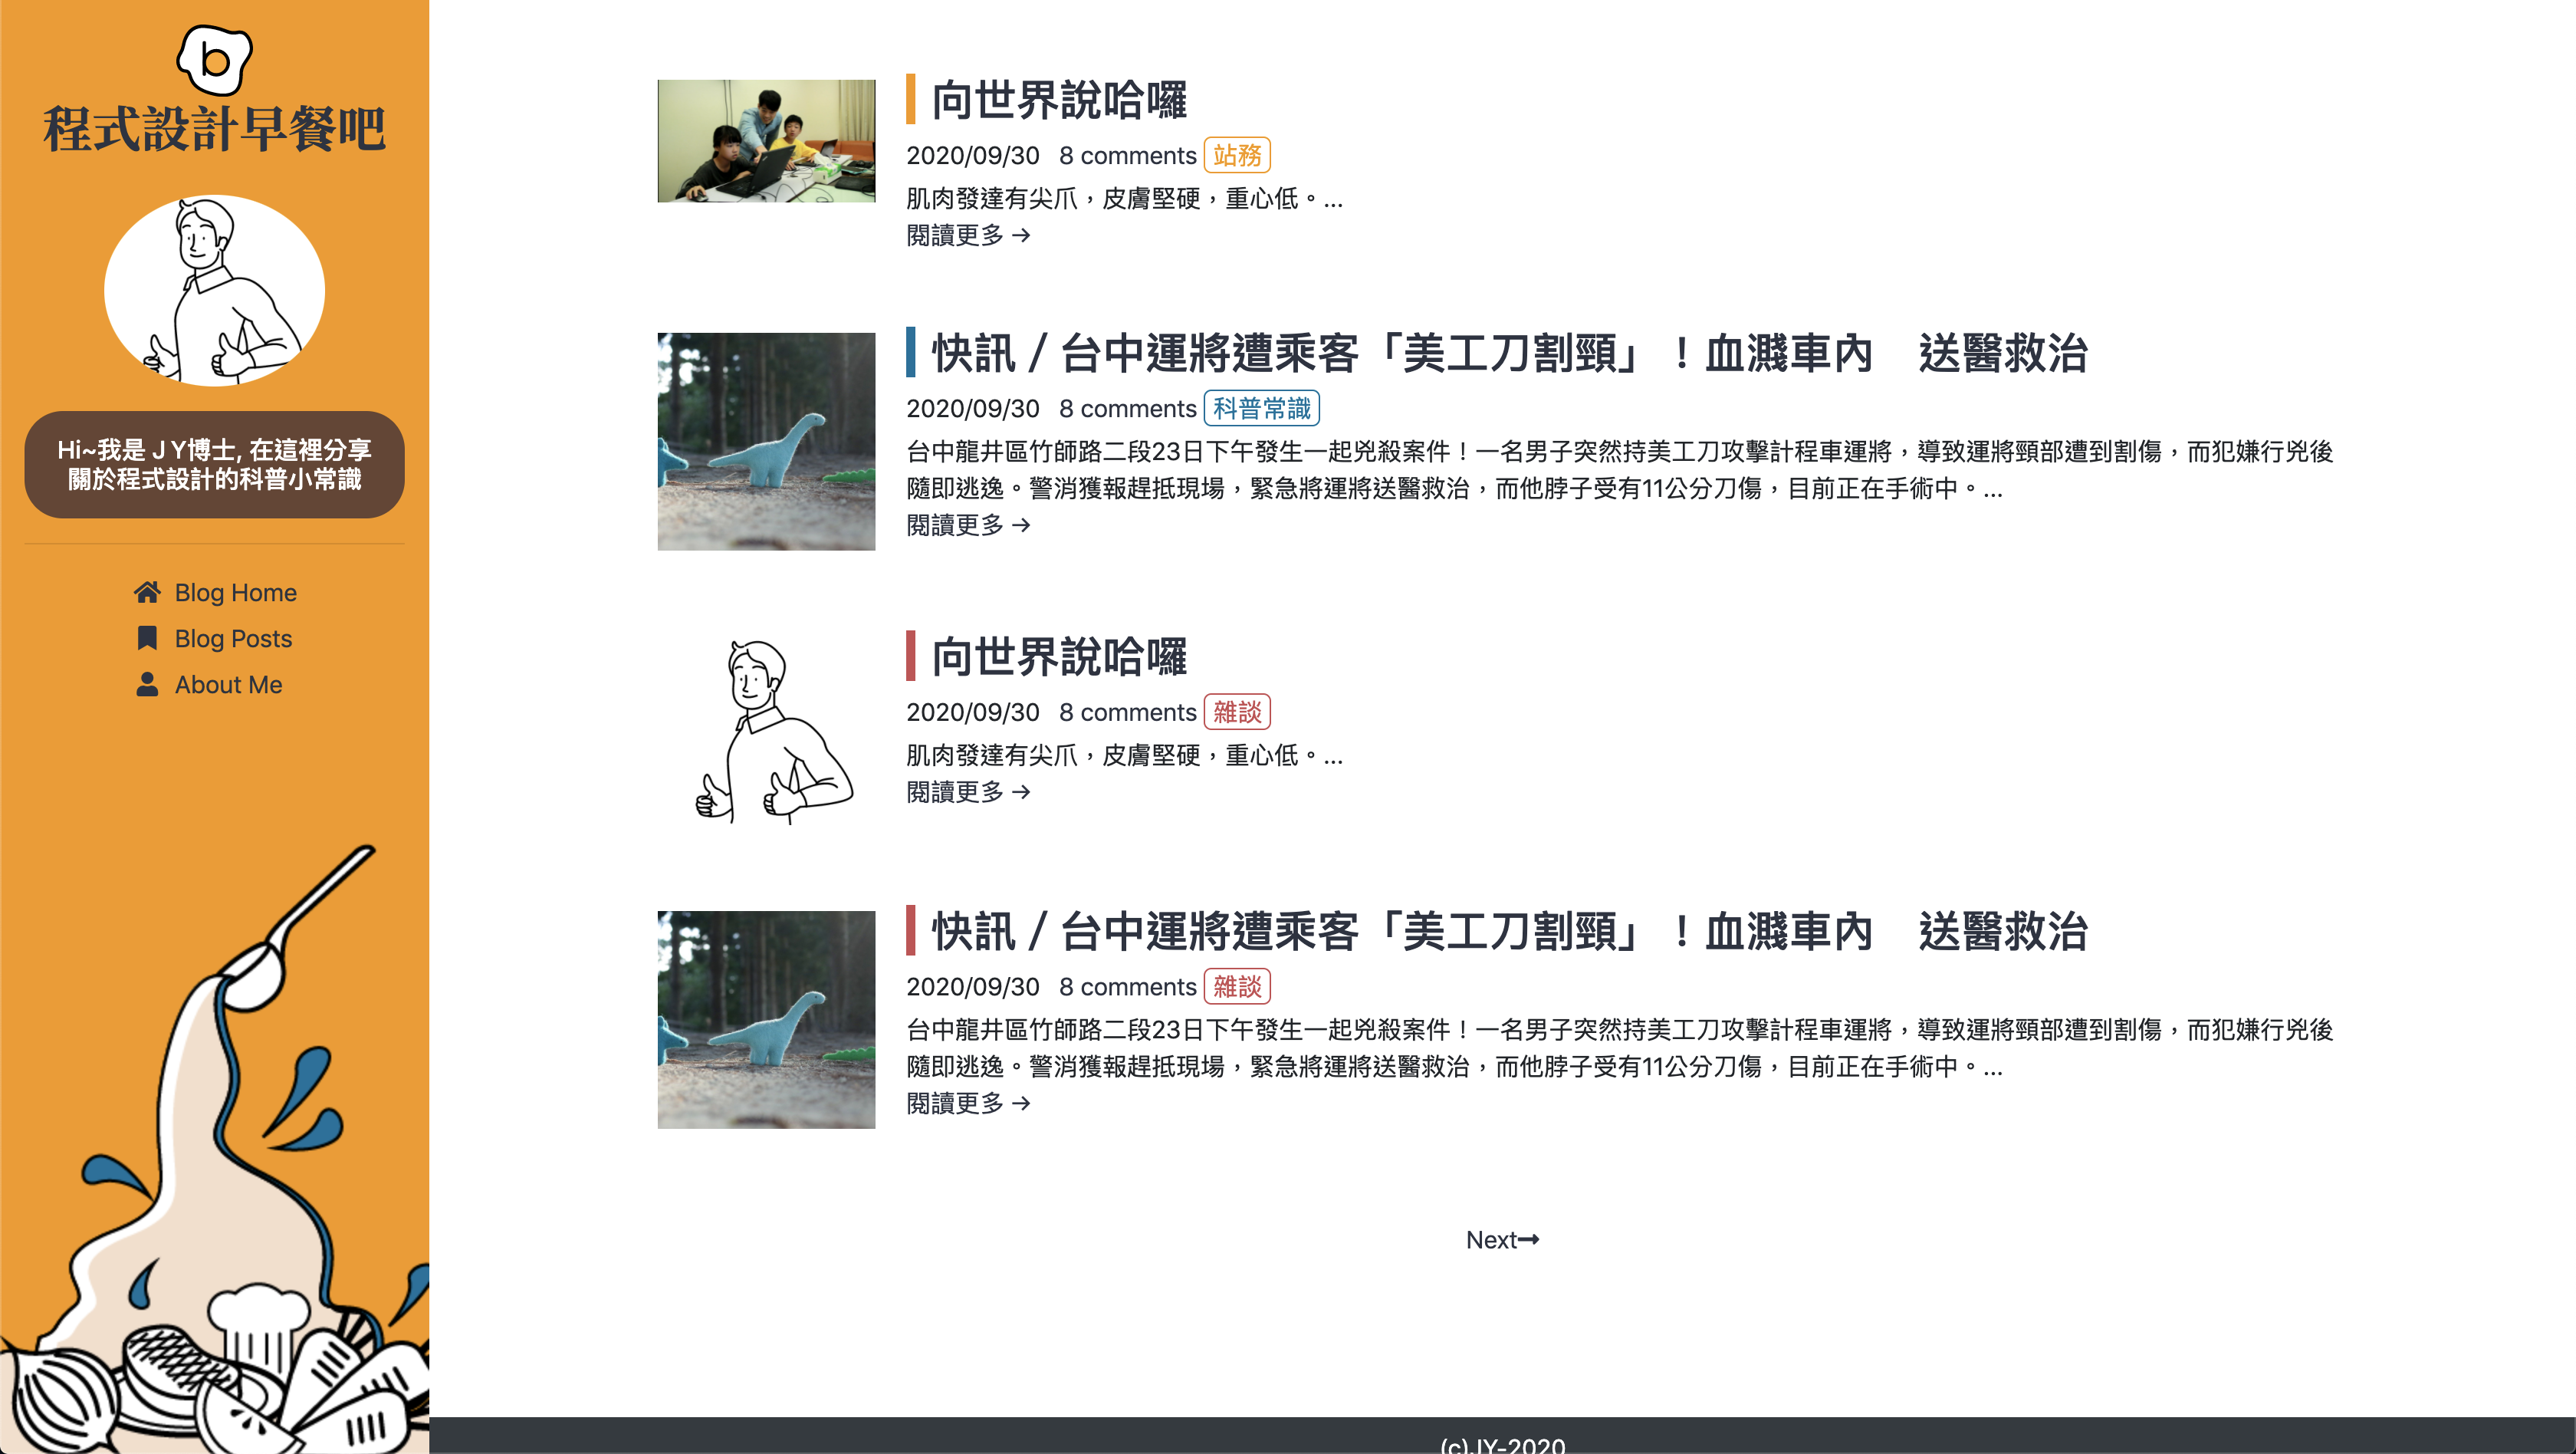 b
程式設計早餐吧
Hi~我是 J Y博士, 在這裡分享
關於程式設計的科普小常識
Blog Home
Blog Posts
About Me
向世界說哈囉
2020/09/30 8 comments 站務
肌肉發達有尖爪，皮膚堅硬，重心低。...
閱讀更多 →
快訊 / 台中運將遭乘客「美工刀割頸」！血濺車內　送醫救治
2020/09/30 8 comments 科普常識
台中龍井區竹師路二段23日下午發生一起兇殺案件！一名男子突然持美工刀攻擊計程車運將，導致運將頸部遭到割傷，而犯嫌行兇後
隨即逃逸。警消獲報趕抵現場，緊急將運將送醫救治，而他脖子受有11公分刀傷，目前正在手術中。...
閱讀更多 →
向世界說哈囉
2020/09/30 8 comments 雜談
肌肉發達有尖爪，皮膚堅硬，重心低。...
閱讀更多 →
快訊 / 台中運將遭乘客「美工刀割頸」！血濺車內　送醫救治
2020/09/30 8 comments 雜談
台中龍井區竹師路二段23日下午發生一起兇殺案件！一名男子突然持美工刀攻擊計程車運將，導致運將頸部遭到割傷，而犯嫌行兇後
隨即逃逸。警消獲報趕抵現場，緊急將運將送醫救治，而他脖子受有11公分刀傷，目前正在手術中。...
閱讀更多 →
Next→
(c)JY-2020